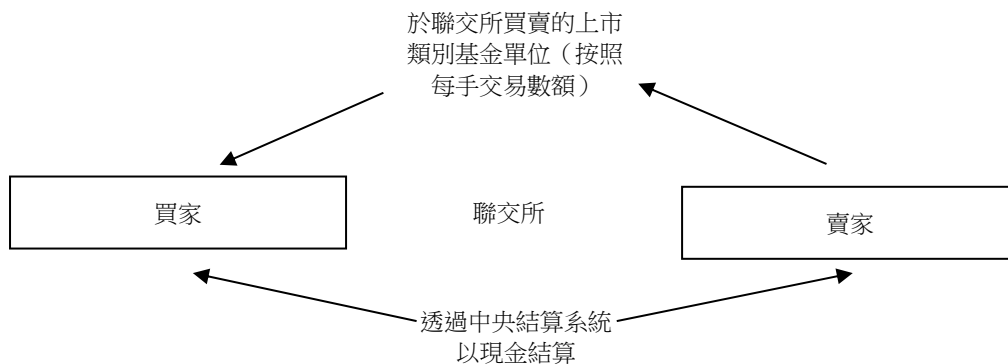 於聯交所買賣的上市
類別基金單位（按照
每手交易數額）
買家
聯交所
賣家
透過中央結算系統
以現金結算